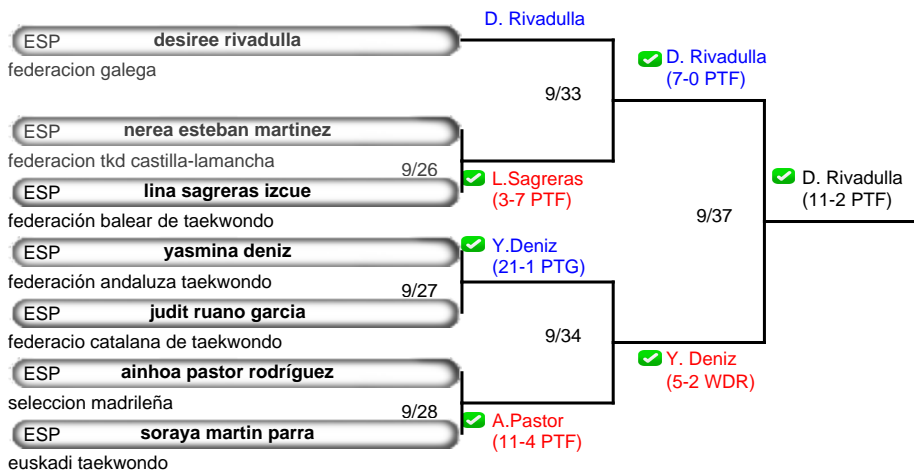 D. Rivadulla
ESP desiree rivadulla
federacion galega
D. Rivadulla
(7-0 PTF)
9/33
ESP nerea esteban martinez
federacion tkd castilla-lamancha
9/26
L.Sagreras
(3-7 PTF)
ESP lina sagreras izcue
federación balear de taekwondo
D. Rivadulla
(11-2 PTF)
9/37
ESP yasmina deniz
federación andaluza taekwondo
Y.Deniz
(21-1 PTG)
9/27
ESP judit ruano garcia
federacio catalana de taekwondo
9/34
ESP ainhoa pastor rodríguez
seleccion madrileña
Y. Deniz
(5-2 WDR)
9/28
A.Pastor
(11-4 PTF)
ESP soraya martin parra
euskadi taekwondo